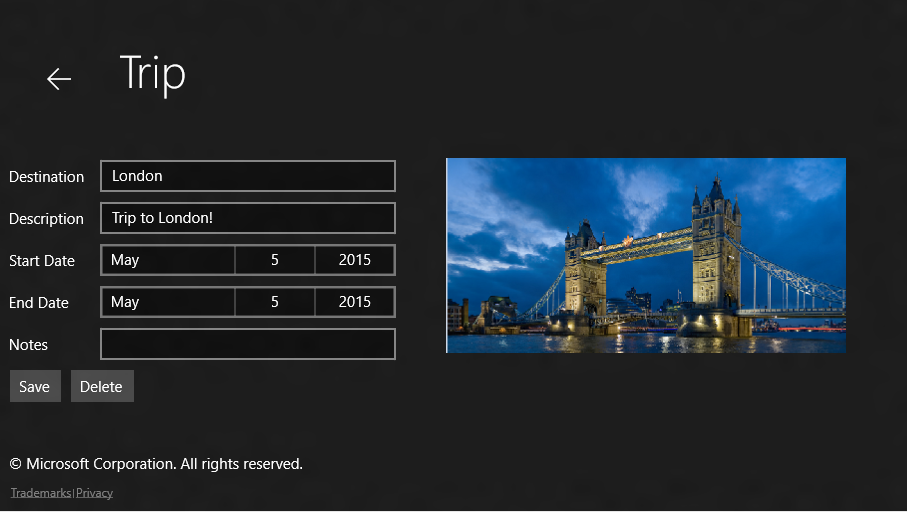 Trip
Destination London
Description Trip to London!
Start Date May 5 2015
End Date May 5 2015
Notes
Save Delete
© Microsoft Corporation. All rights reserved.
Trademarks|Privacy